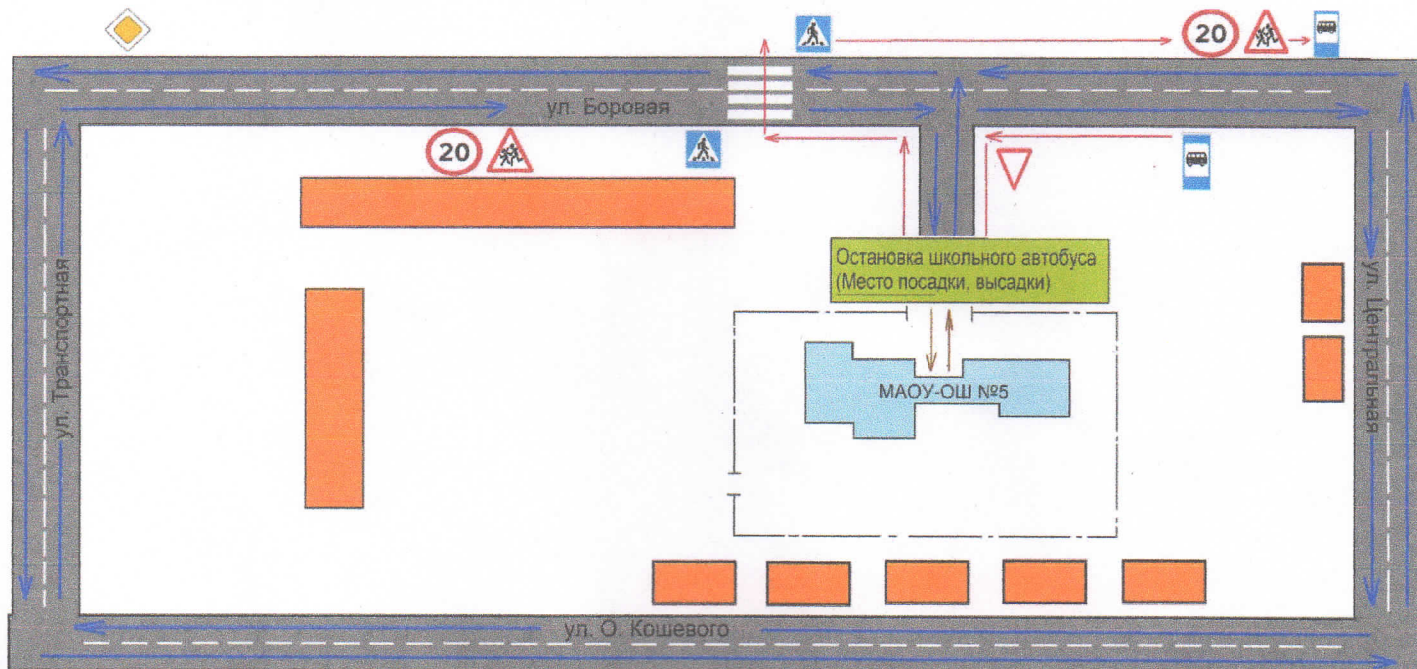 20
ул. Боровая
20
Остановка школьного автобуса
(Место посадки, высадки)
ул. Транспортная
ул. Центральная
МАОУ-ОШ №5
ул. О. Кошевого